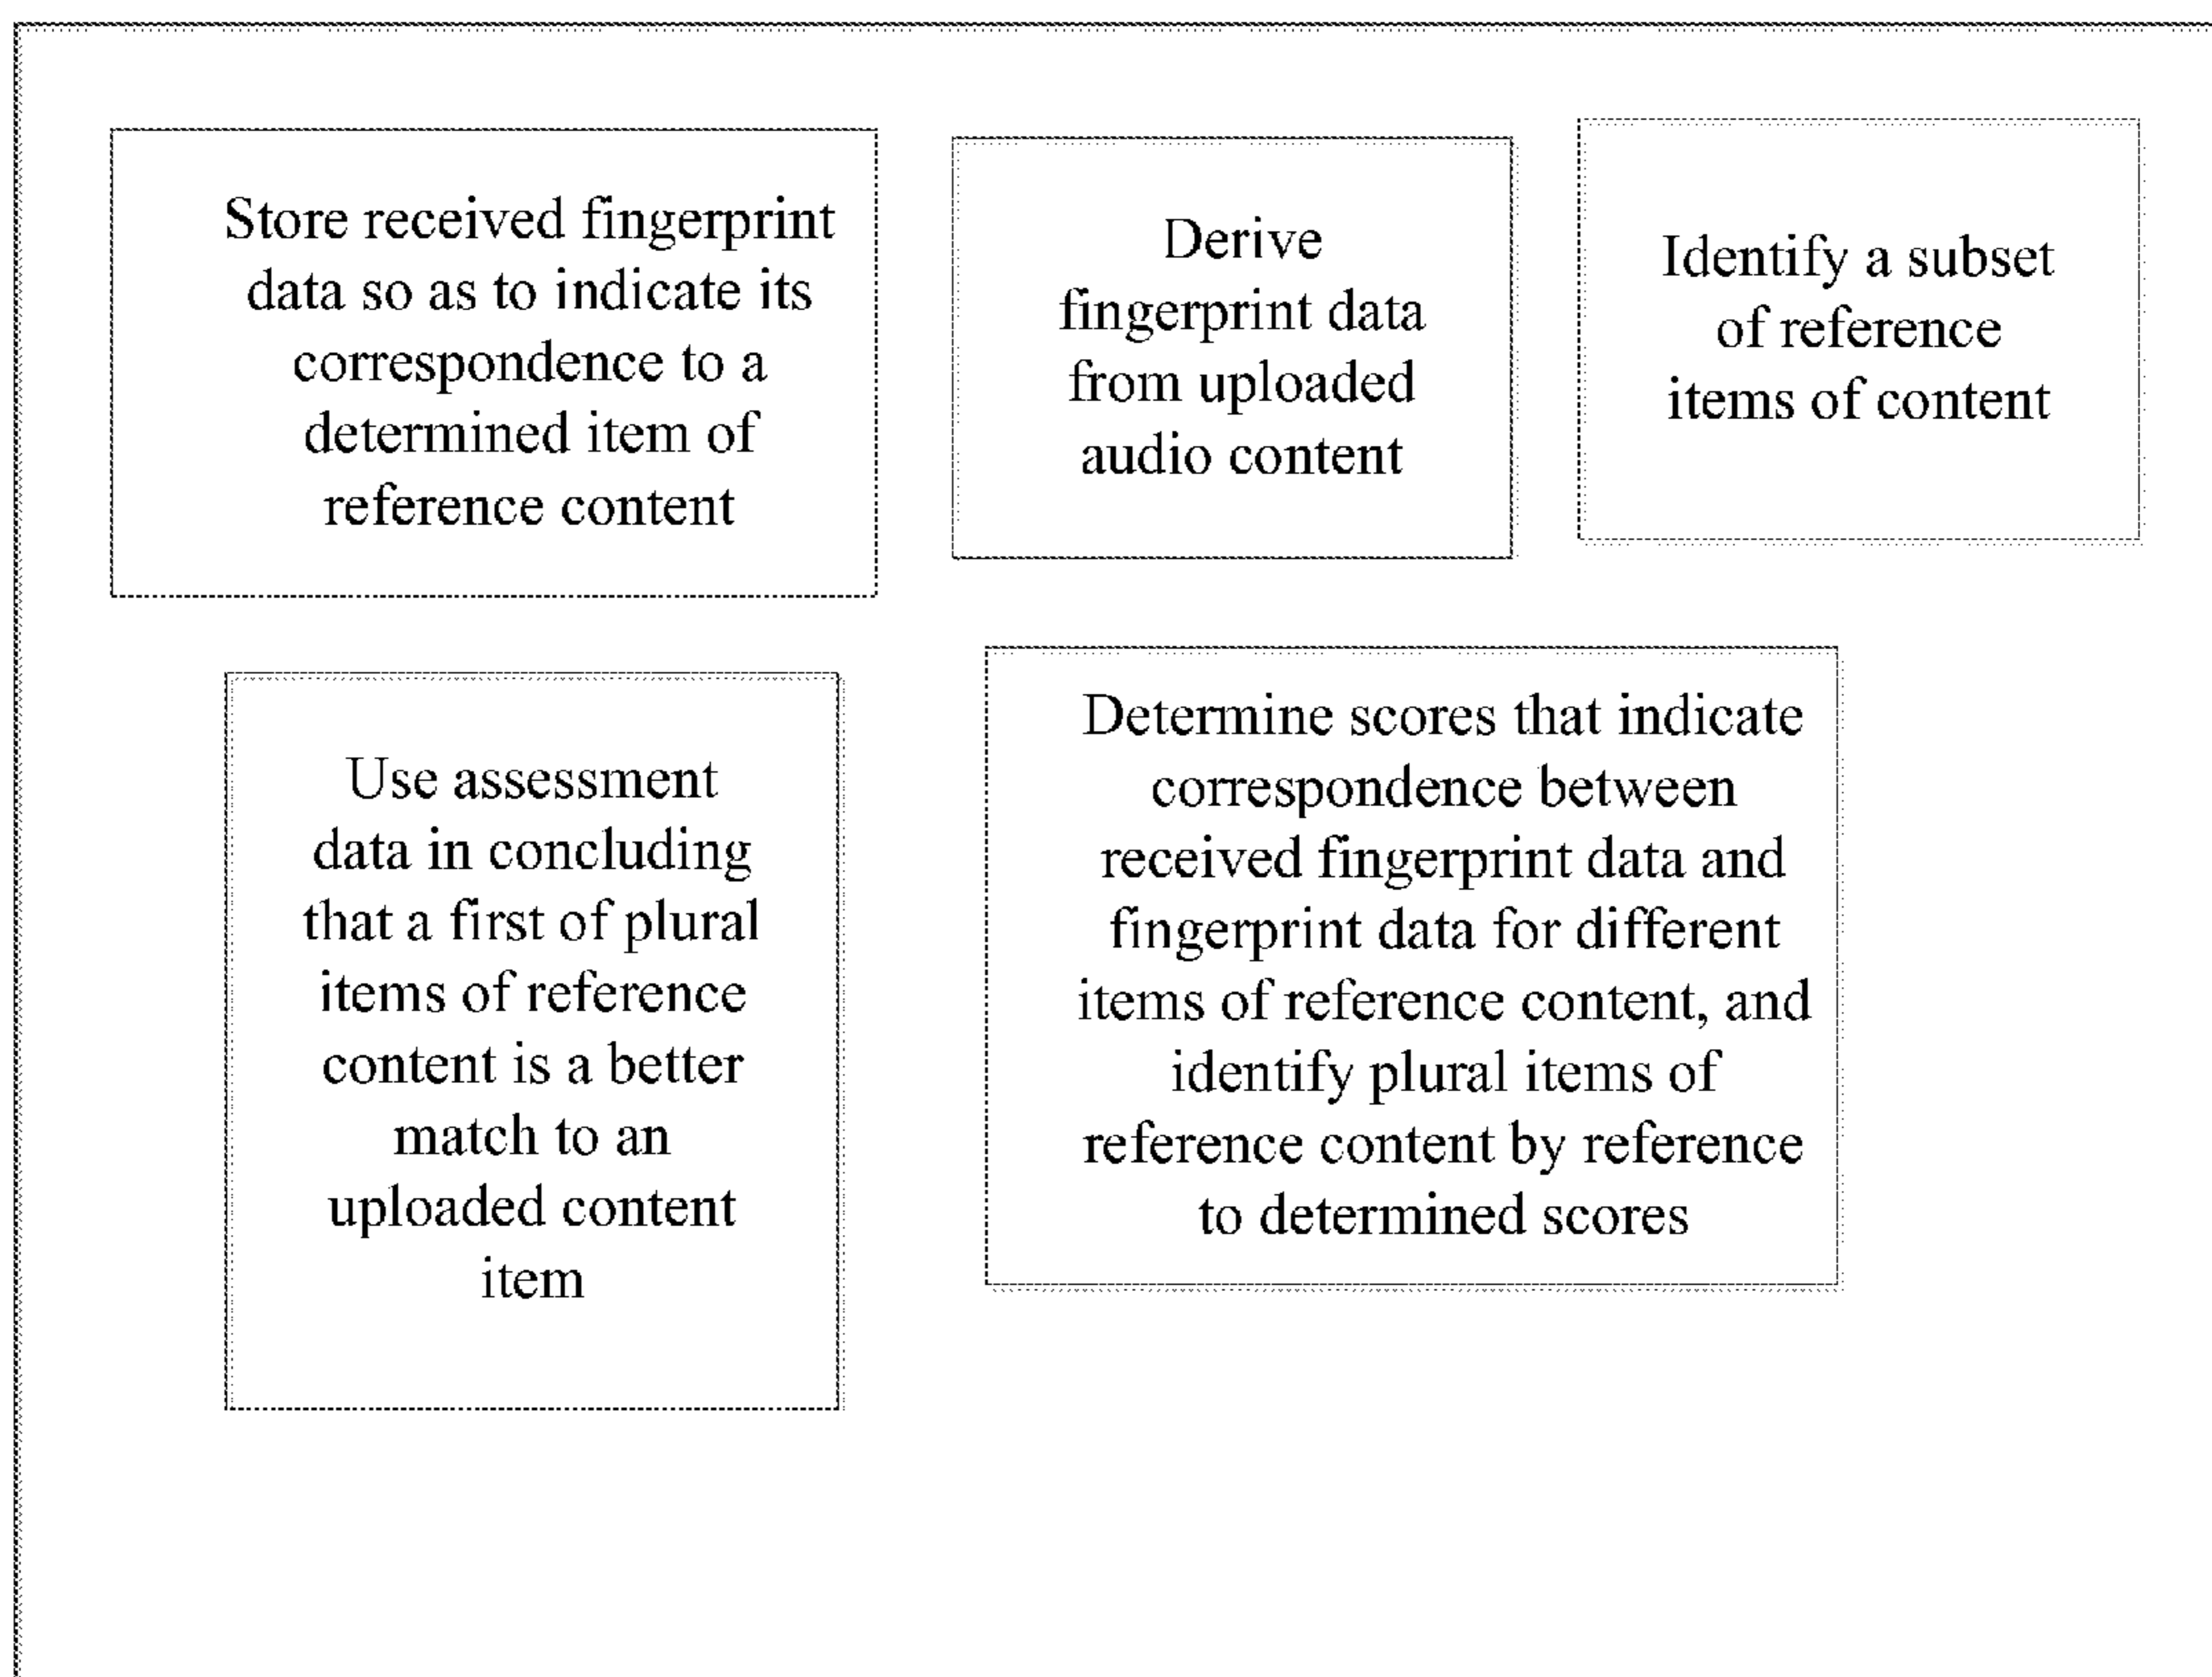 Store received fingerprint
data so as to indicate its
correspondence to a
determined item of
reference content
Derive
fingerprint data
from uploaded
audio content
Identify a subset
of reference
items of content
Use assessment
data in concluding
that a first of plural
items of reference
content is a better
match to an
uploaded content
item
Determine scores that indicate
correspondence between
received fingerprint data and
fingerprint data for different
items of reference content, and
identify plural items of
reference content by reference
to determined scores